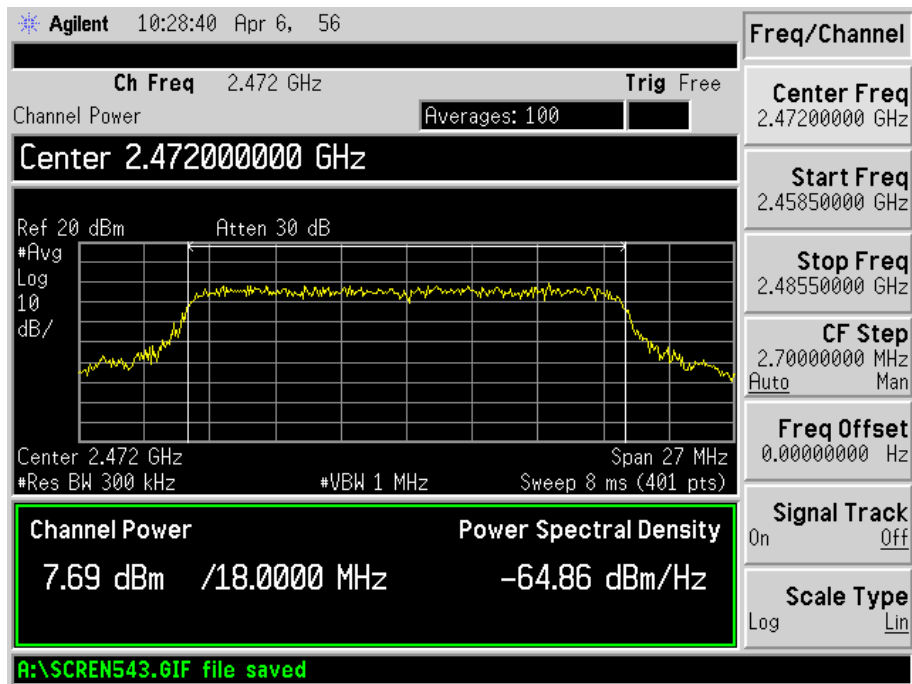 Agilent 10:28:40 Apr 6, 56
Freq/Channel
Ch Freq 2.472 GHz Trig Free
Channel Power Averages: 100
Center 2.472000000 GHz
Ref 20 dBm Atten 30 dB
#Avg
Log
10
dB/
Center 2.472 GHz Span 27 MHz
#Res BW 300 kHz #VBW 1 MHz Sweep 8 ms (401 pts)
Channel Power Power Spectral Density
7.69 dBm /18.0000 MHz -64.86 dBm/Hz
A:\SCREN543.GIF file saved
Center Freq
2.47200000 GHz
Start Freq
2.45850000 GHz
Stop Freq
2.48550000 GHz
CF Step
2.70000000 MHz
Auto Man
Freq Offset
0.00000000 Hz
Signal Track
On Off
Scale Type
Log Lin